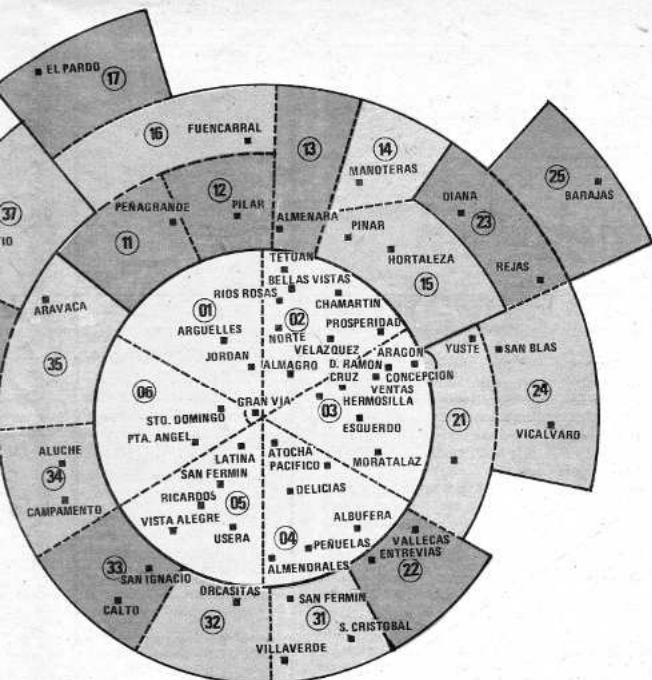 EL PARDO
17
16
FUENCARRAL
13
14
MANOTERAS
25
BARAJAS
37
12
PILAR
PEÑAGRANDE
11
ALMENARA
PINAR
DIANA
23
HORTALEZA
15
REJAS
TETUAN
BELLAS VISTAS
RIOS ROSAS
CHAMARTIN
ARAVACA
35
01
ARGUELLES
02
NORTE
PROSPERIDAD
VELAZQUEZ
JORDAN
ALMAGRO
D. RAMON
CRUZ
ARAGON
CONCEPCION
VENTAS
YUSTE
SAN BLAS
24
VICALVARO
06
GRAN VIA
STO. DOMINGO
03
HERMOSILLA
ESQUERDO
21
PTA. ANGEL
LATINA
ATOCHA
PACIFICO
MORATALAZ
ALUCHE
34
CAMPAMENTO
SAN FERMIN
RICARDOS
05
VISTA ALEGRE
USERA
DELICIAS
ALBUFERA
04
PEÑUELAS
ALMENDRALES
VALLECAS
ENTREVIAS
22
33
SAN IGNACIO
CALTO
ORCASITAS
32
SAN FERMIN
31
S. CRISTOBAL
VILLAVERDE